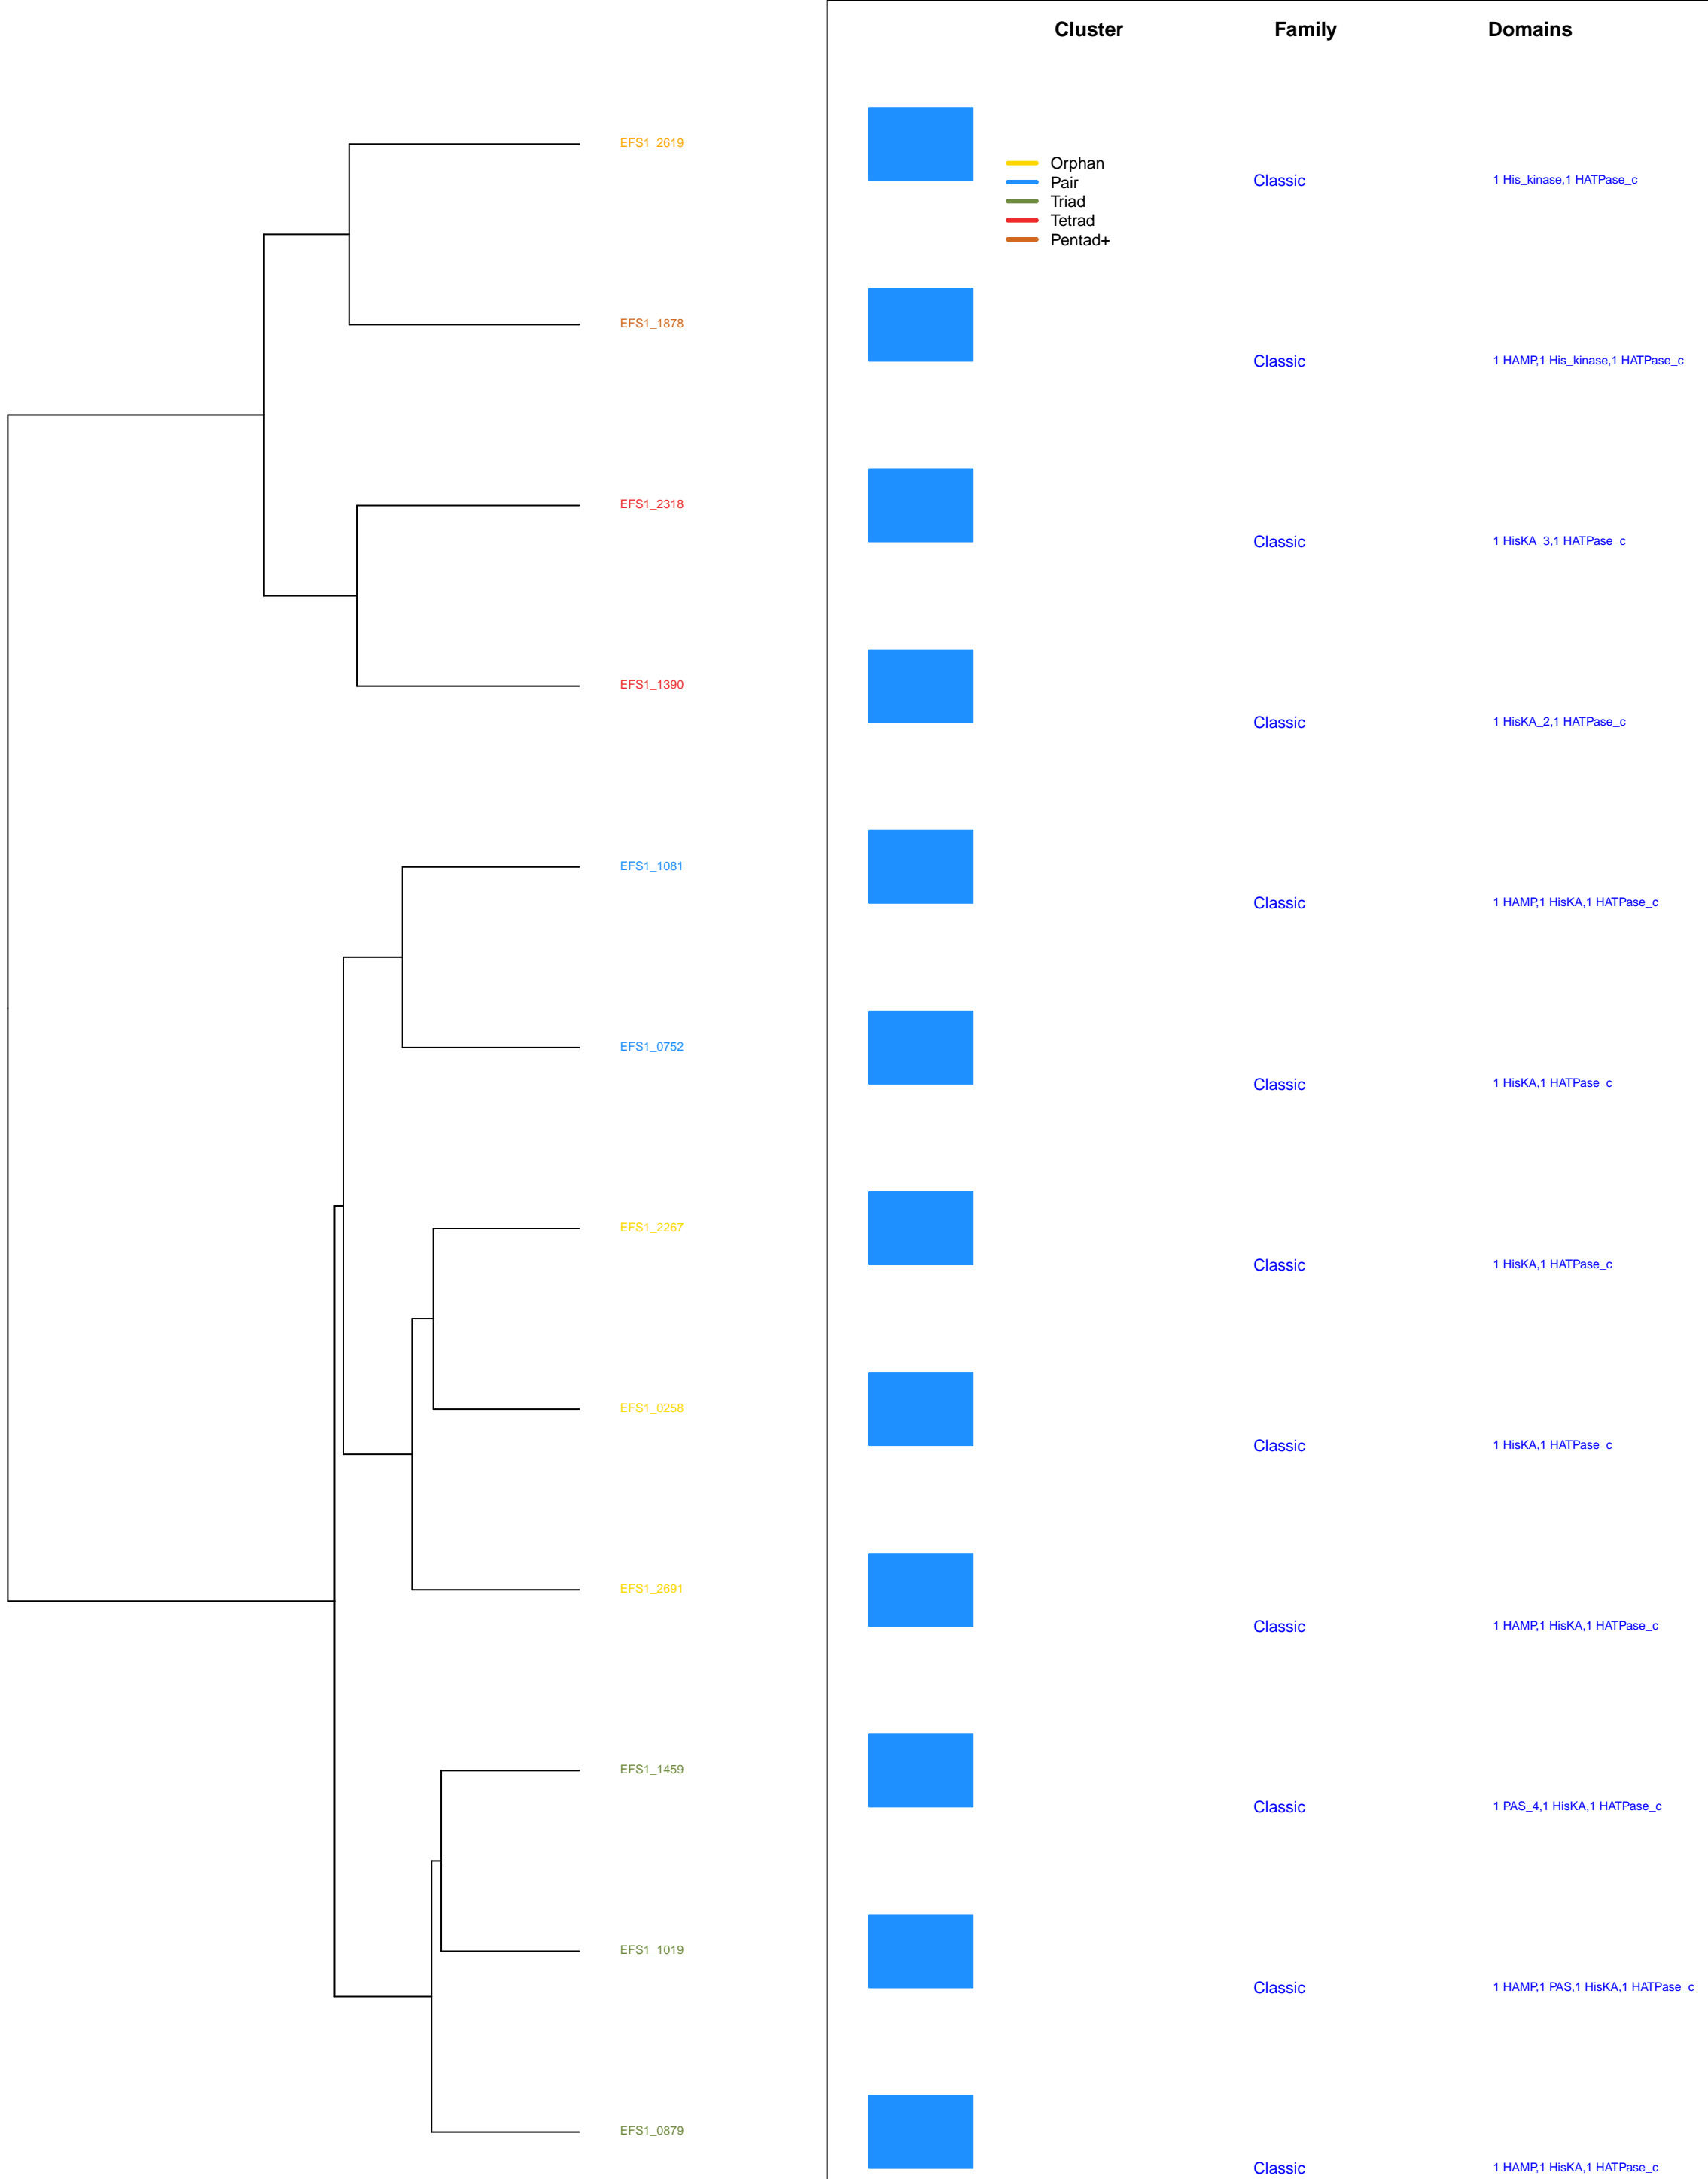 Cluster Family Domains
EFS1_2619
Orphan
Pair
Triad
Tetrad
Pentad+
Classic 1 His_kinase,1 HATPase_c
EFS1_1878
Classic 1 HAMP,1 His_kinase,1 HATPase_c
EFS1_2318
Classic 1 HisKA_3,1 HATPase_c
EFS1_1390
Classic 1 HisKA_2,1 HATPase_c
EFS1_1081
Classic 1 HAMP,1 HisKA,1 HATPase_c
EFS1_0752
Classic 1 HisKA,1 HATPase_c
EFS1_2267
Classic 1 HisKA,1 HATPase_c
EFS1_0258
Classic 1 HisKA,1 HATPase_c
EFS1_2691
Classic 1 HAMP,1 HisKA,1 HATPase_c
EFS1_1459
Classic 1 PAS_4,1 HisKA,1 HATPase_c
EFS1_1019
Classic 1 HAMP,1 PAS,1 HisKA,1 HATPase_c
EFS1_0879
Classic 1 HAMP,1 HisKA,1 HATPase_c